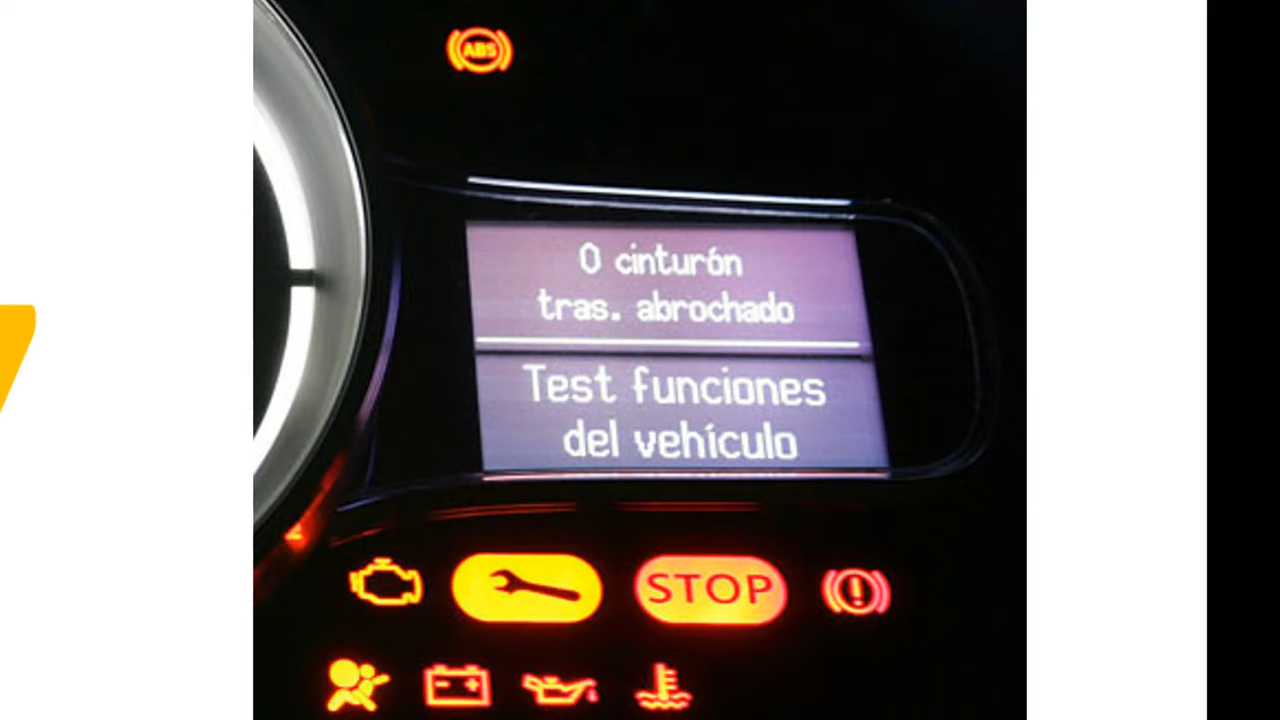 ABS
0 cinturón
tras. abrochado
Test funciones
del vehículo
STOP